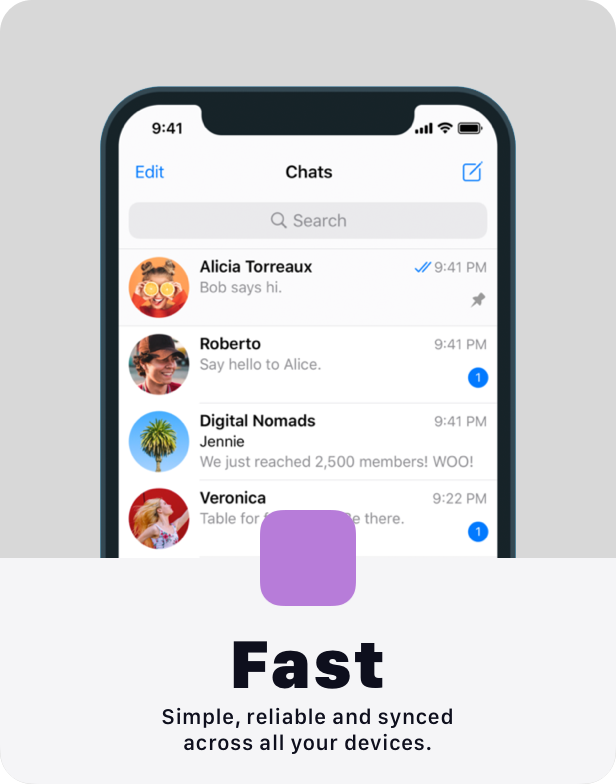 9:41
Edit
Chats
Search
Alicia Torreaux
9:41 PM
Bob says hi.
Roberto
9:41 PM
Say hello to Alice.
1
Digital Nomads
9:41 PM
Jennie
We just reached 2,500 members! WOO!
Veronica
9:22 PM
Table for there.
1
Fast
Simple, reliable and synced
across all your devices.